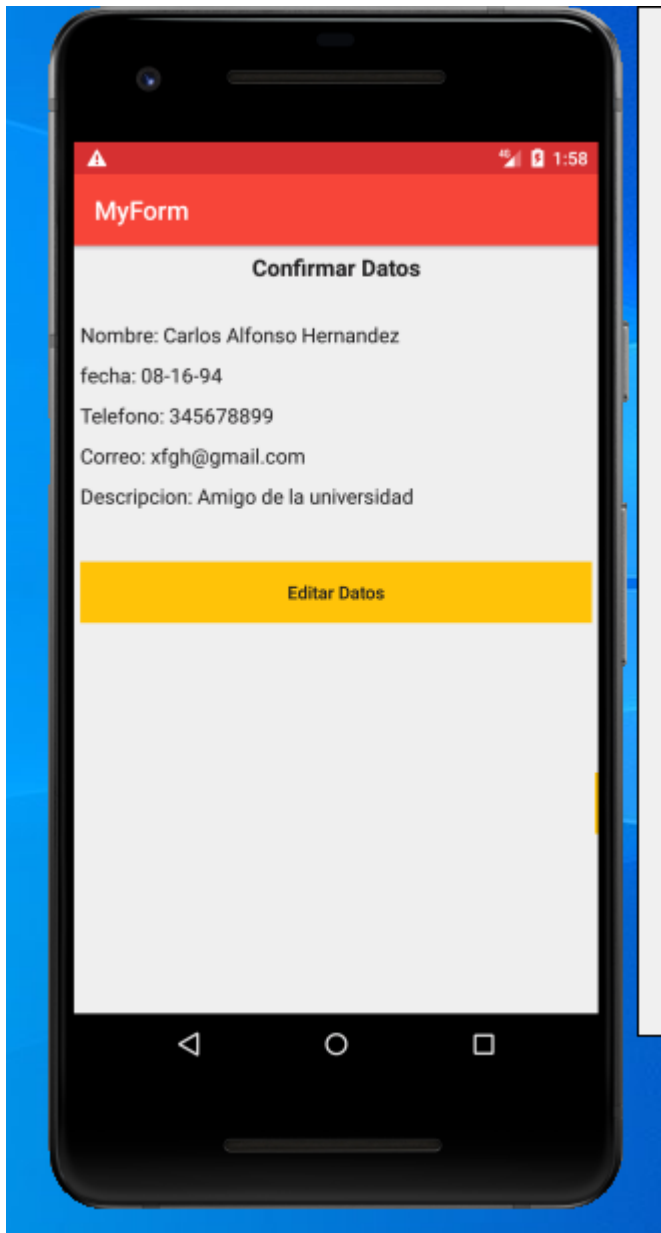 1:58
MyForm
Confirmar Datos
Nombre: Carlos Alfonso Hernandez
fecha: 08-16-94
Telefono: 345678899
Correo: xfgh@gmail.com
Descripcion: Amigo de la universidad
Editar Datos